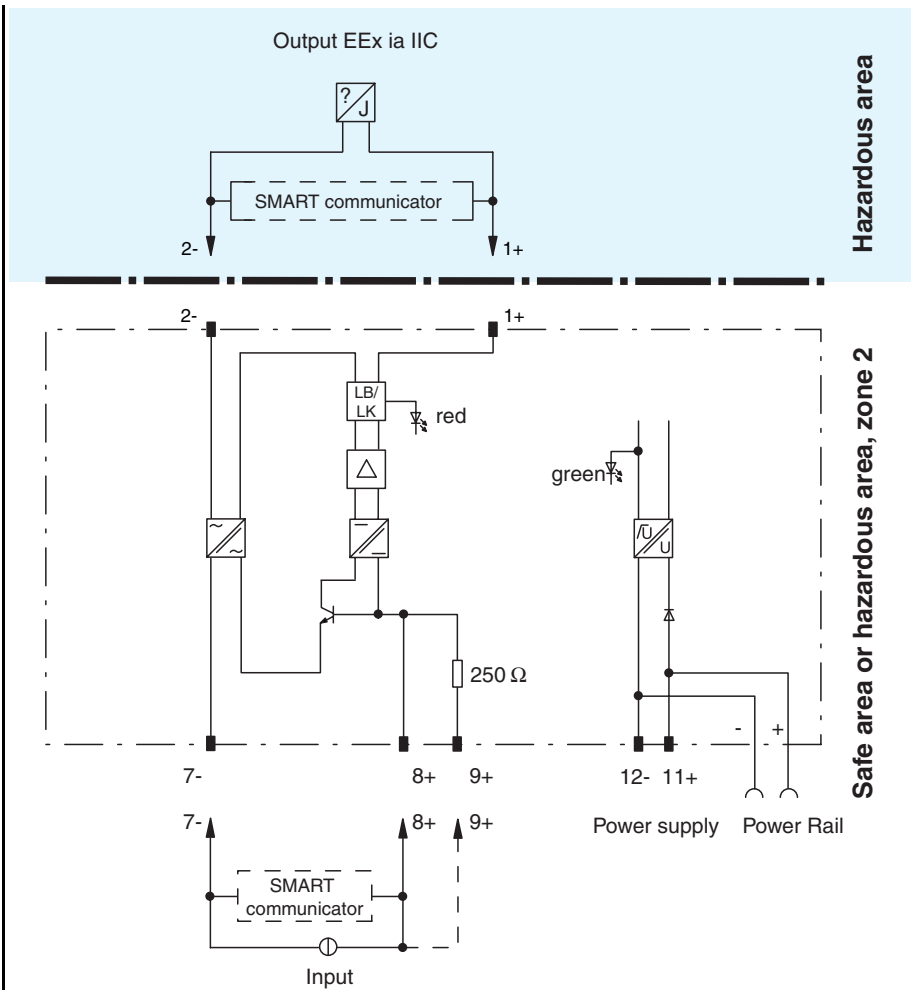 Output EEx ia IIC
?
J
SMART communicator
2-
1+
Hazardous area
2-
1+
LB/
LK
red
green
~
~
/U
U
250 Ω
-
+
7-
8+
9+
12-
11+
7-
8+
9+
Power supply
Power Rail
SMART
communicator
Input
Safe area or hazardous area, zone 2